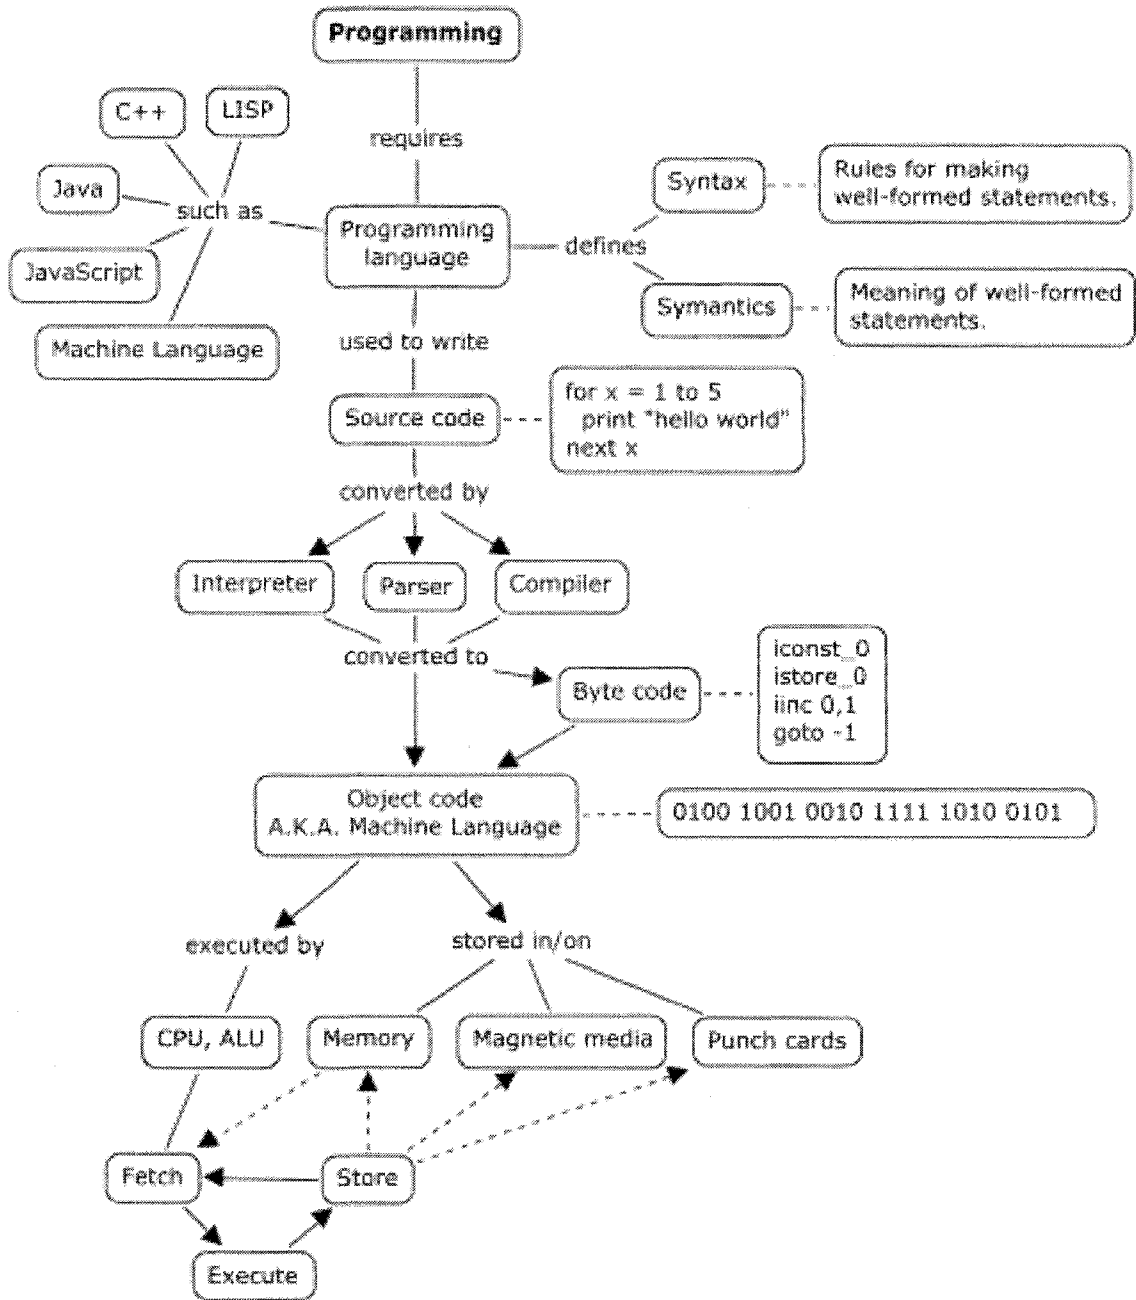 Programming
C++
LISP
requires
Java
such as
Syntax
Rules for making
well-formed statements.
Programming
language
defines
JavaScript
Symantics
Meaning of well-formed
statements.
Machine Language
used to write
Source code
for x = 1 to 5
print "hello world"
next x
converted by
Interpreter
Parser
Compiler
converted to
Byte code
iconst_0
istore_0
iinc 0,1
goto -1
Object code
A.K.A. Machine Language
0100 1001 0010 1111 1010 0101
executed by
stored in/on
CPU, ALU
Memory
Magnetic media
Punch cards
Fetch
Store
Execute